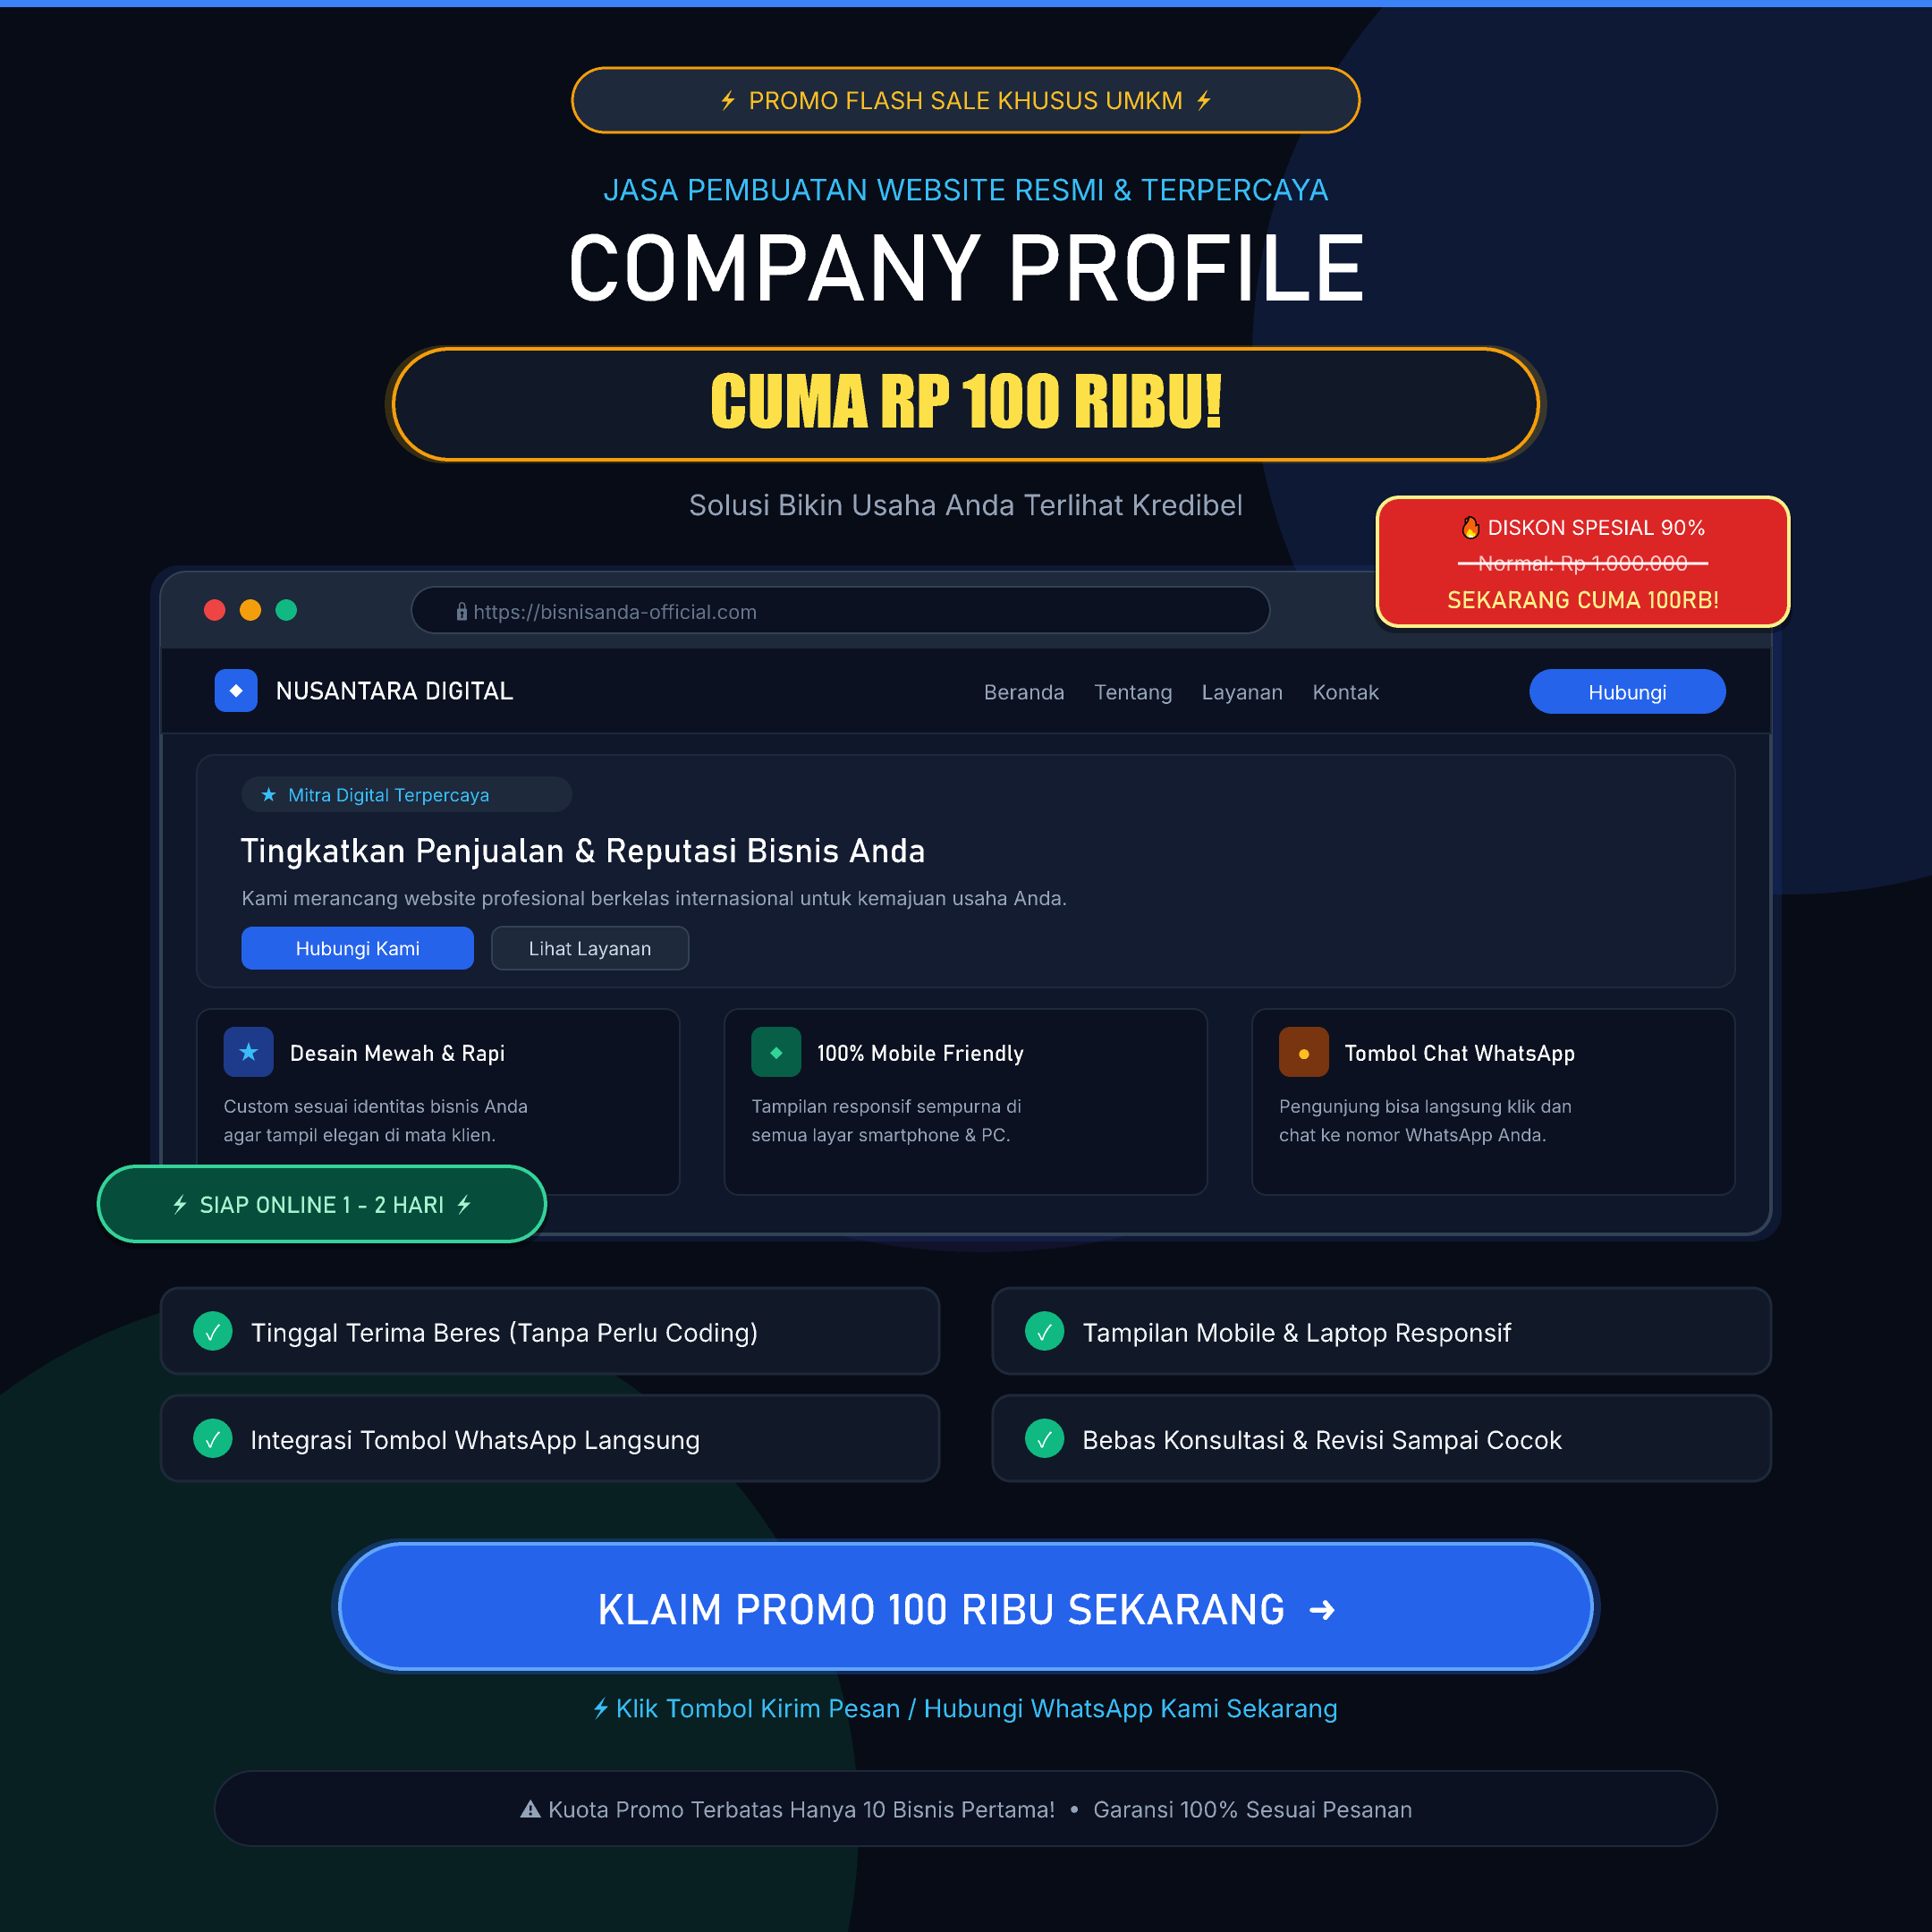 ⚡ PROMO FLASH SALE KHUSUS UMKM ⚡
JASA PEMBUATAN WEBSITE RESMI & TERPERCAYA
COMPANY PROFILE
CUMA RP 100 RIBU!
Solusi Bikin Usaha Anda Terlihat Kredibel
🔥 DISKON SPESIAL 90%
Normal: Rp 1.000.000
SEKARANG CUMA 100RB!
🔒 https://bisnisanda-official.com
NUSANTARA DIGITAL
Beranda Tentang Layanan Kontak
Hubungi
★ Mitra Digital Terpercaya
Tingkatkan Penjualan & Reputasi Bisnis Anda
Kami merancang website profesional berkelas internasional untuk kemajuan usaha Anda.
Hubungi Kami
Lihat Layanan
Desain Mewah & Rapi
Custom sesuai identitas bisnis Anda
agar tampil elegan di mata klien.
100% Mobile Friendly
Tampilan responsif sempurna di
semua layar smartphone & PC.
Tombol Chat WhatsApp
Pengunjung bisa langsung klik dan
chat ke nomor WhatsApp Anda.
⚡ SIAP ONLINE 1 - 2 HARI ⚡
✓ Tinggal Terima Beres (Tanpa Perlu Coding)
✓ Tampilan Mobile & Laptop Responsif
✓ Integrasi Tombol WhatsApp Langsung
✓ Bebas Konsultasi & Revisi Sampai Cocok
KLAIM PROMO 100 RIBU SEKARANG ➜
⚡ Klik Tombol Kirim Pesan / Hubungi WhatsApp Kami Sekarang
⚠ Kuota Promo Terbatas Hanya 10 Bisnis Pertama! • Garansi 100% Sesuai Pesanan